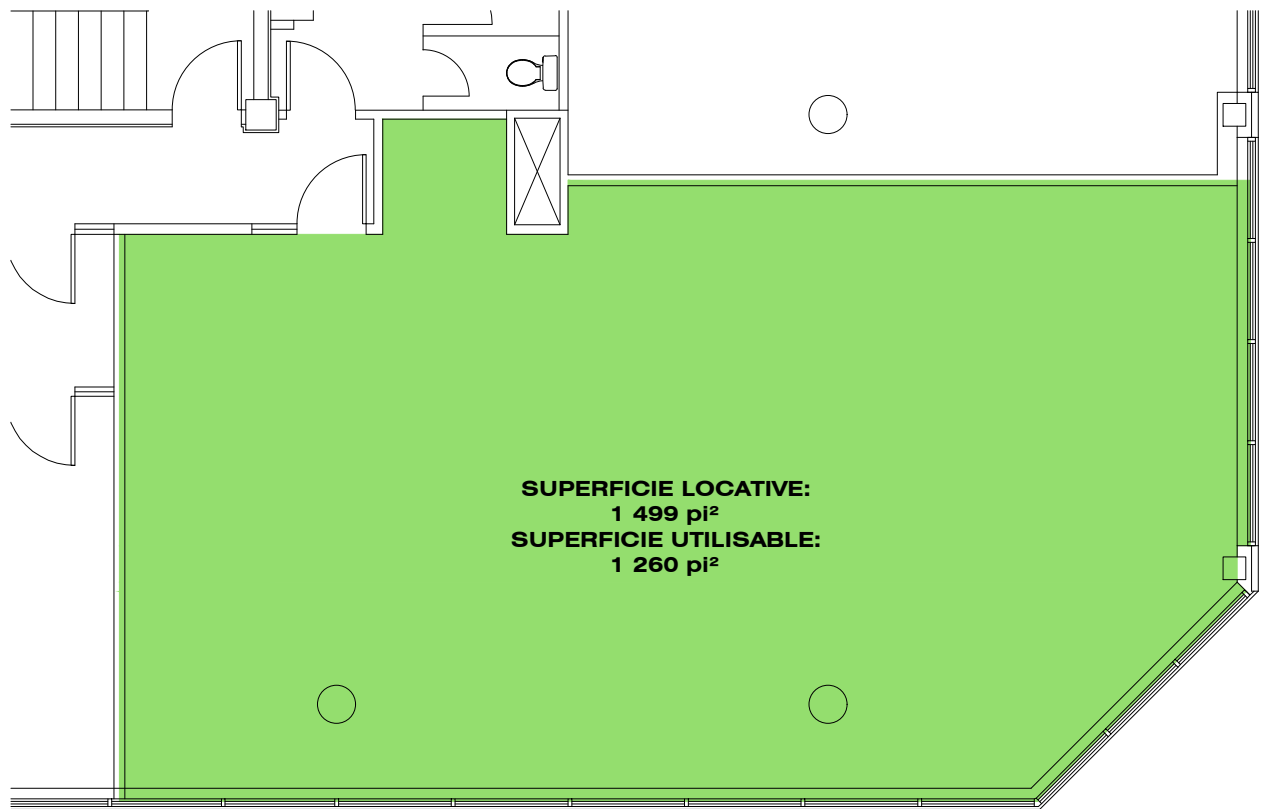 SUPERFICIE LOCATIVE:
1 499 pi²
SUPERFICIE UTILISABLE:
1 260 pi²